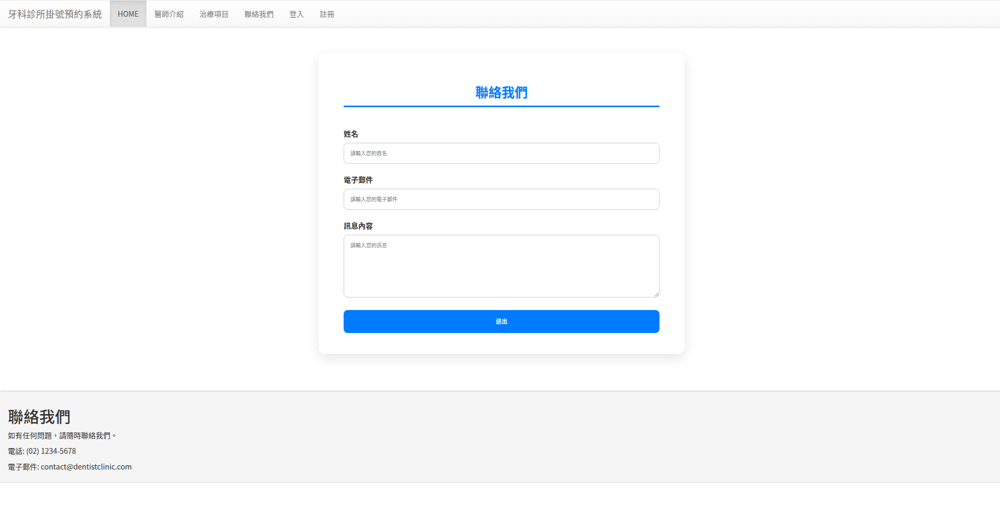 牙科診所掛號預約系統 HOME 醫師介紹 治療項目 聯絡我們 登入 註冊
聯絡我們
姓名
請輸入您的姓名
電子郵件
請輸入您的電子郵件
訊息內容
請輸入您的訊息
送出
聯絡我們
如有任何問題，請隨時聯絡我們。
電話: (02) 1234-5678
電子郵件: contact@dentistclinic.com